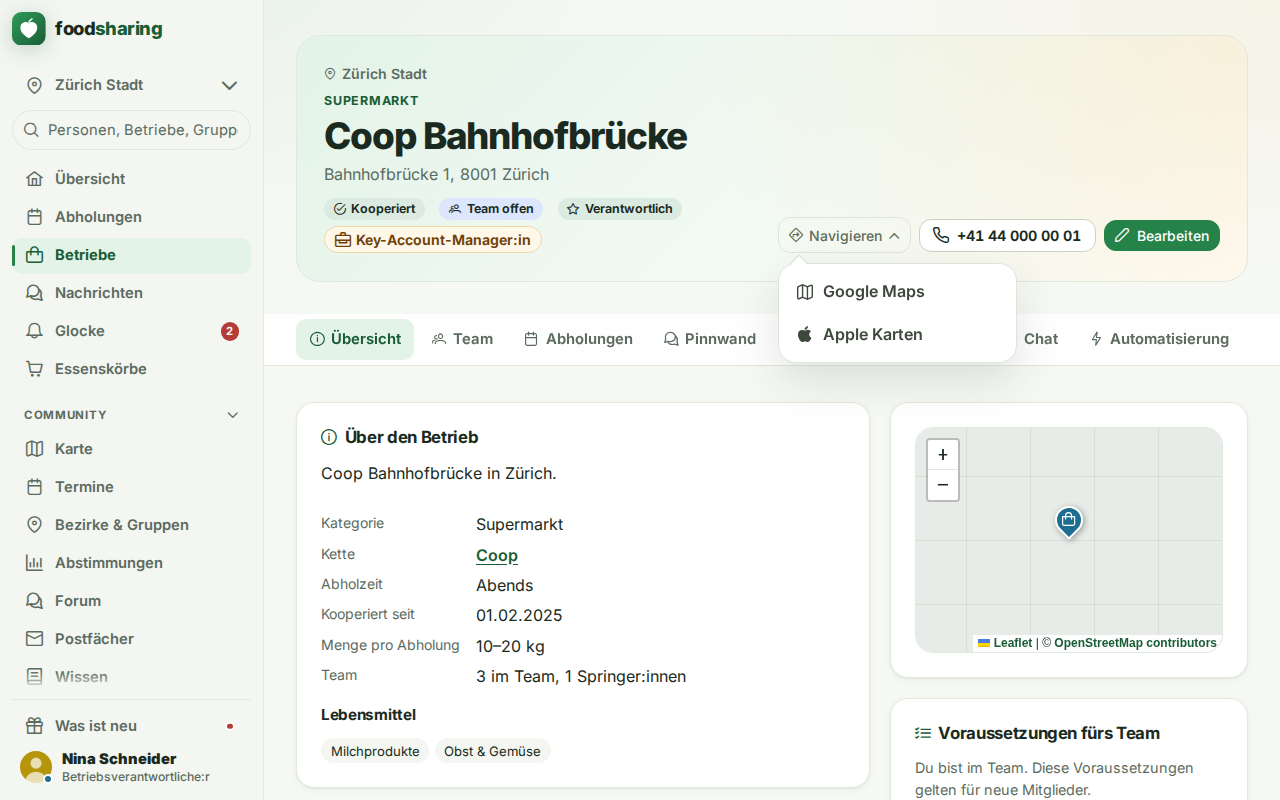 foodsharing
Zürich Stadt
Personen, Betriebe, Grupp
Übersicht
Abholungen
Betriebe
Nachrichten
Glocke 2
Essenskörbe
COMMUNITY
Karte
Termine
Bezirke & Gruppen
Abstimmungen
Forum
Postfächer
Wissen
Was ist neu
Nina Schneider
Betriebsverantwortliche:r
Zürich Stadt
SUPERMARKT
Coop Bahnhofbrücke
Bahnhofbrücke 1, 8001 Zürich
Kooperiert Team offen Verantwortlich
Key-Account-Manager:in
Navigieren +41 44 000 00 01 Bearbeiten
Google Maps
Apple Karten
Übersicht Team Abholungen Pinnwand Chat Automatisierung
Über den Betrieb
Coop Bahnhofbrücke in Zürich.
Kategorie Supermarkt
Kette Coop
Abholzeit Abends
Kooperiert seit 01.02.2025
Menge pro Abholung 10–20 kg
Team 3 im Team, 1 Springer:innen
Lebensmittel
Milchprodukte Obst & Gemüse
+
−
Leaflet | © OpenStreetMap contributors
Voraussetzungen fürs Team
Du bist im Team. Diese Voraussetzungen
gelten für neue Mitglieder.